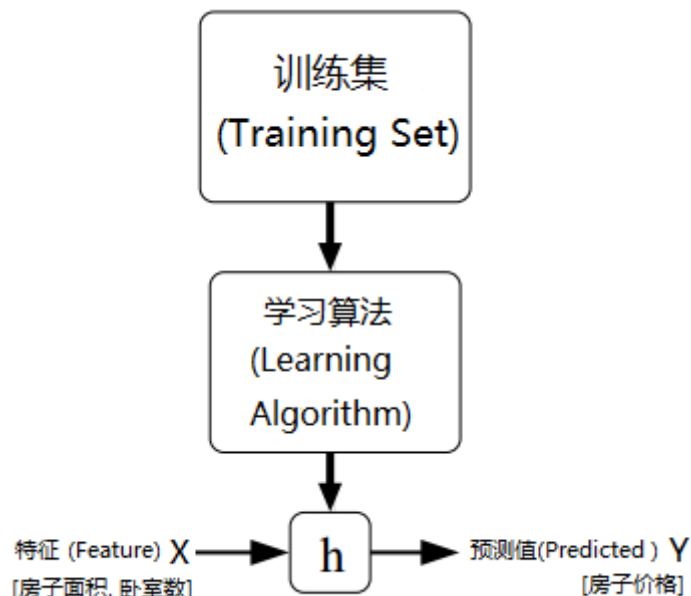 训练集
(Training Set)
学习算法
(Learning
Algorithm)
特征 (Feature) X
h
预测值(Predicted ) Y
[房子面积, 卧室数]
[房子价格]